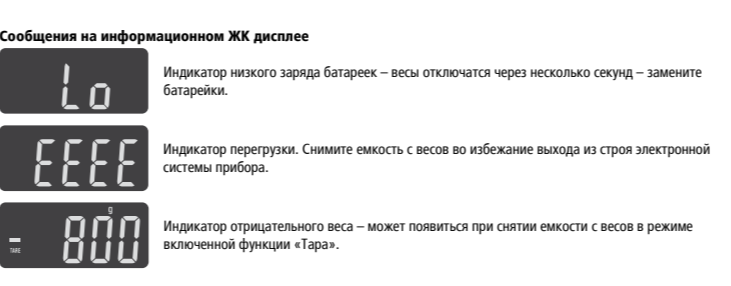 Сообщения на информационном ЖК дисплее
Lo
Индикатор низкого заряда батареек – весы отключатся через несколько секунд – замените
батарейки.
EEEE
Индикатор перегрузки. Снимите емкость с весов во избежание выхода из строя электронной
системы прибора.
g
- 800
TARE
Индикатор отрицательного веса – может появиться при снятии емкости с весов в режиме
включенной функции «Тара».